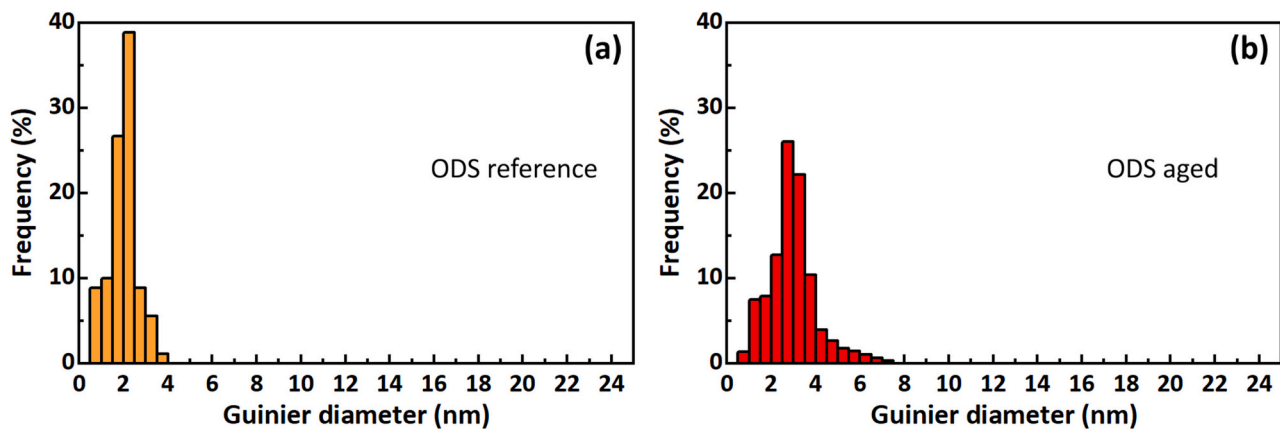 (a)
ODS reference
Frequency (%)
40
30
20
10
0
0 2 4 6 8 10 12 14 16 18 20 22 24
Guinier diameter (nm)
(b)
ODS aged
Frequency (%)
40
30
20
10
0
0 2 4 6 8 10 12 14 16 18 20 22 24
Guinier diameter (nm)